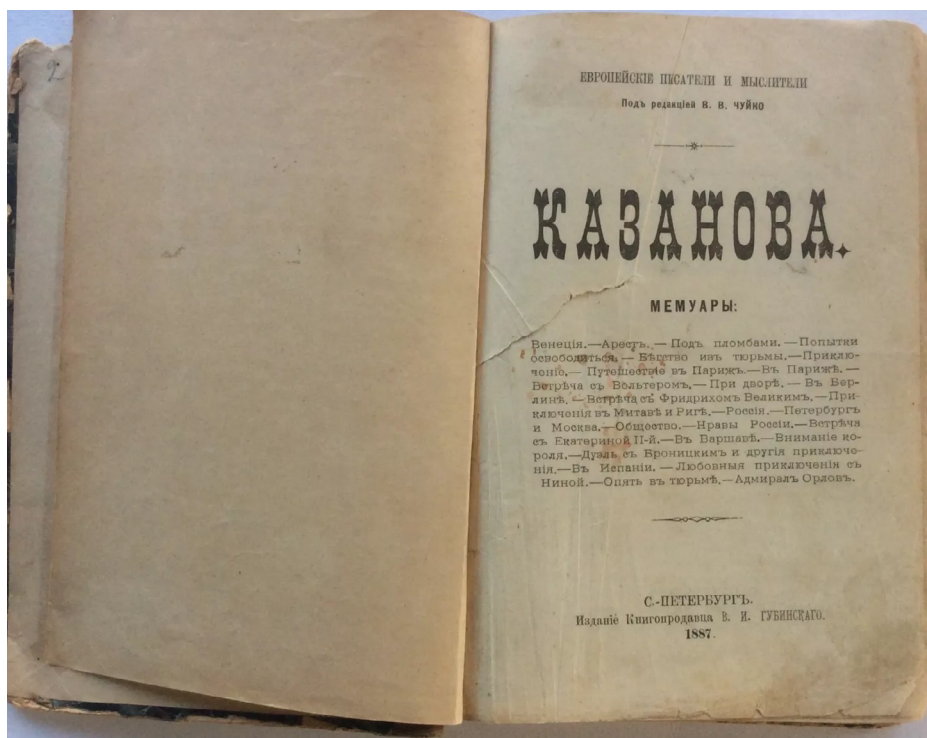 2
ЕВРОПЕЙСКІЕ ПИСАТЕЛИ И МЫСЛИТЕЛИ
Подъ редакціей В. В. ЧУЙКО
КАЗАНОВА.
МЕМУАРЫ:
Венеція.—Арестъ.—Подъ пломбами.—Попытки
освободиться.—Бѣгство изъ тюрьмы.—Приклю-
ченіе.—Путешествіе въ Парижъ.—Въ Парижѣ.—
Встрѣча съ Вольтеромъ.—При дворѣ.—Въ Бер-
линѣ.—Встрѣча съ Фридрихомъ Великимъ.—При-
ключенія въ Митавѣ и Ригѣ.—Россія.—Петербургъ
и Москва.—Общество.—Нравы Россіи.—Встрѣча
съ Екатериной II-й.—Въ Варшавѣ.—Вниманіе ко-
роля.—Дуэль съ Броницкимъ и другія приключе-
нія.—Въ Испаніи.—Любовныя приключенія съ
Ниной.—Опять въ тюрьмѣ.—Адмиралъ Орловъ.
С.-ПЕТЕРБУРГЪ.
Изданіе Книгопродавца В. И. ГУБИНСКАГО.
1887.